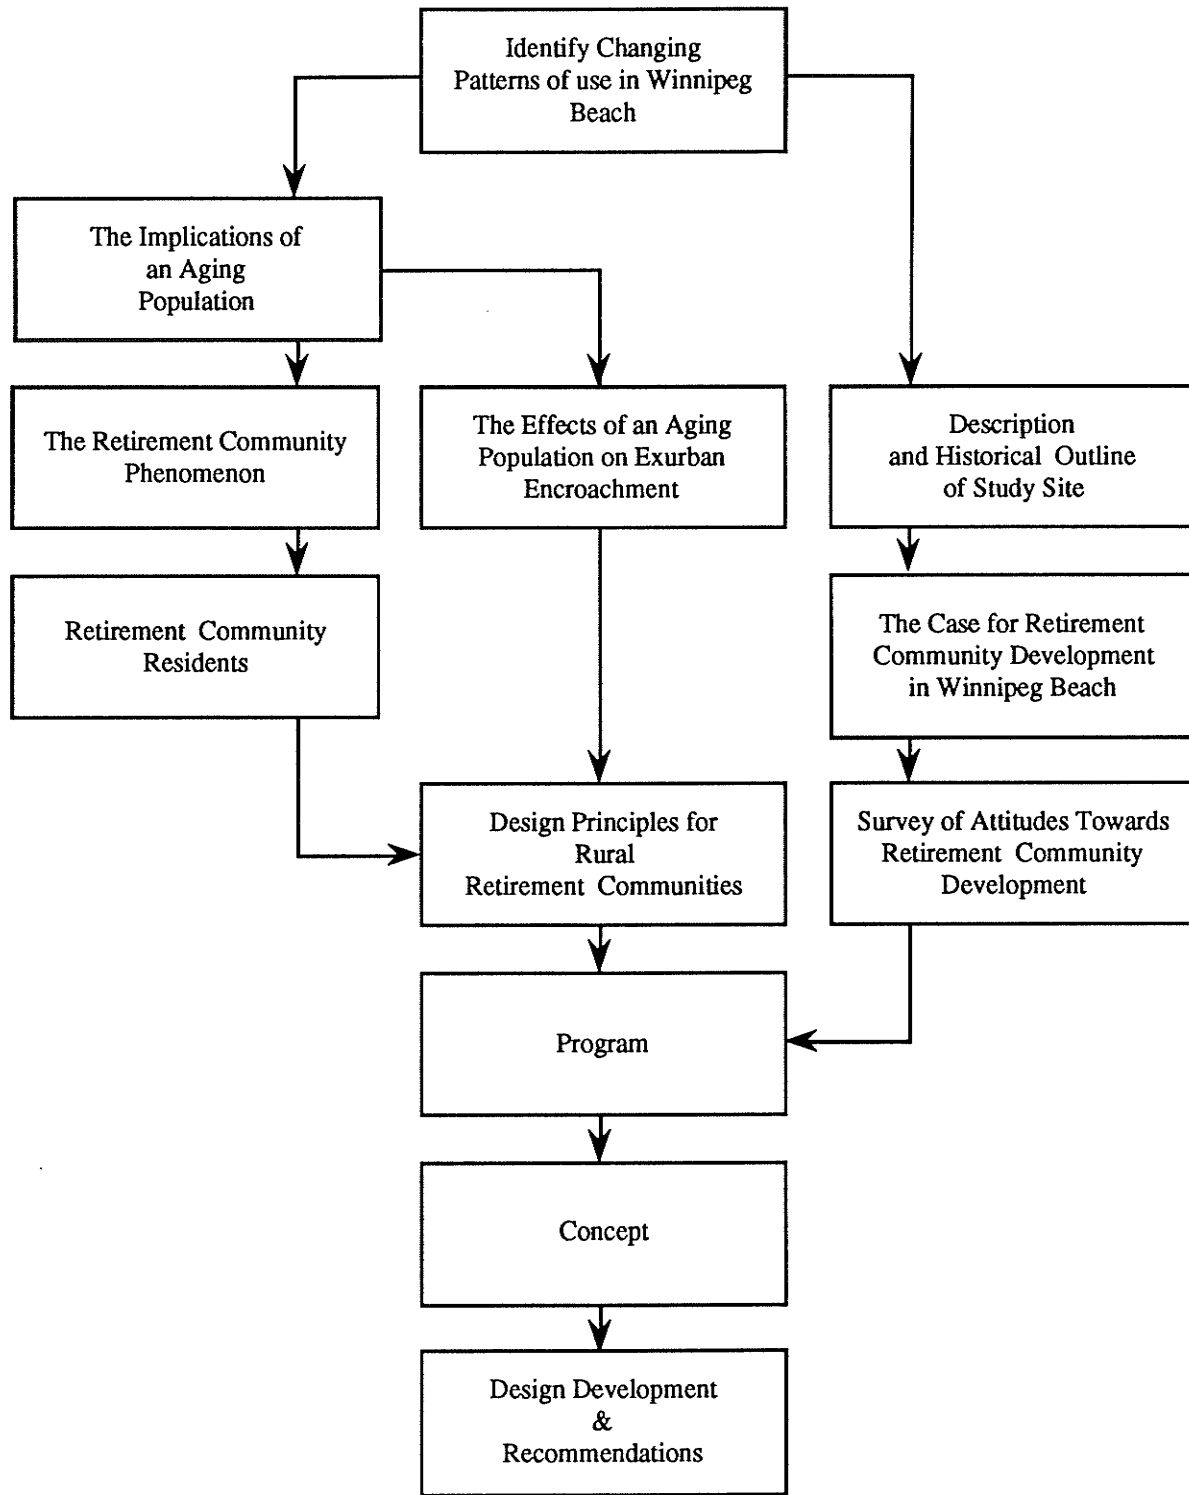 Identify Changing
Patterns of use in Winnipeg
Beach
The Implications of
an Aging
Population
The Retirement Community
Phenomenon
The Effects of an Aging
Population on Exurban
Encroachment
Description
and Historical Outline
of Study Site
Retirement Community
Residents
The Case for Retirement
Community Development
in Winnipeg Beach
Design Principles for
Rural
Retirement Communities
Survey of Attitudes Towards
Retirement Community
Development
Program
Concept
Design Development
&
Recommendations